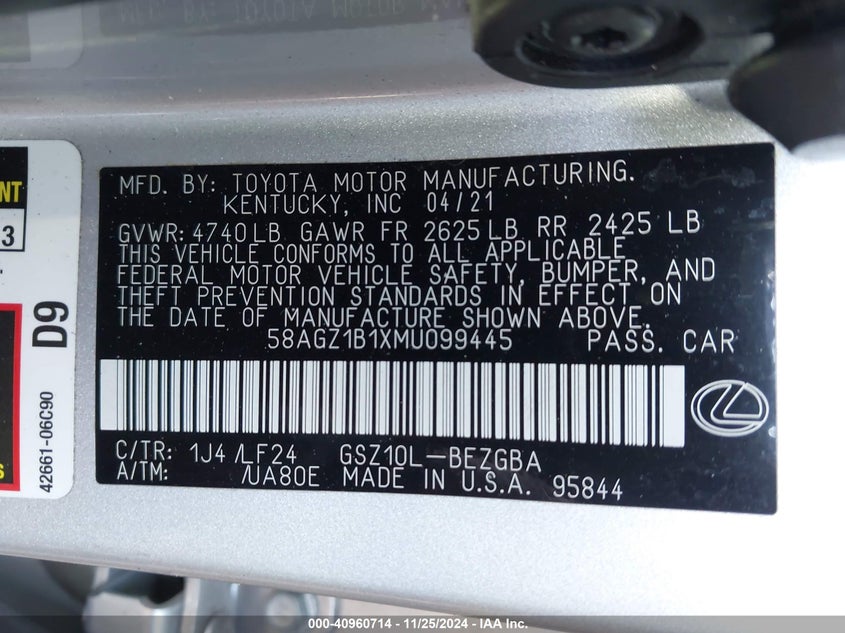 MFD. BY: TOYOTA MOTOR MANUFACTURING.
KENTUCKY, INC 04/21
GVWR: 4740LB GAWR FR 2625LB RR 2425 LB
THIS VEHICLE CONFORMS TO ALL APPLICABLE
FEDERAL MOTOR VEHICLE SAFETY, BUMPER, AND
THEFT PREVENTION STANDARDS IN EFFECT ON
THE DATE OF MANUFACTURE SHOWN ABOVE.
58AGZ1B1XMU099445 PASS. CAR
C/TR: 1J4 /LF24 GSZ10L-BEZGBA
A/TM: /UA80E MADE IN U.S.A. 95844
3
D9
42661-06C90
000-40960714 - 11/25/2024 - IAAI.com